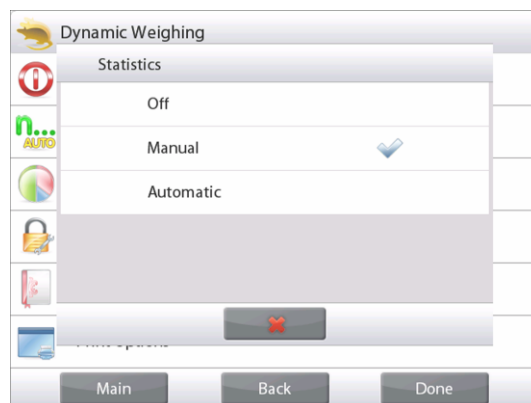 Dynamic Weighing
Statistics
Off
n...
AUTO
Manual
Automatic
Main
Back
Done